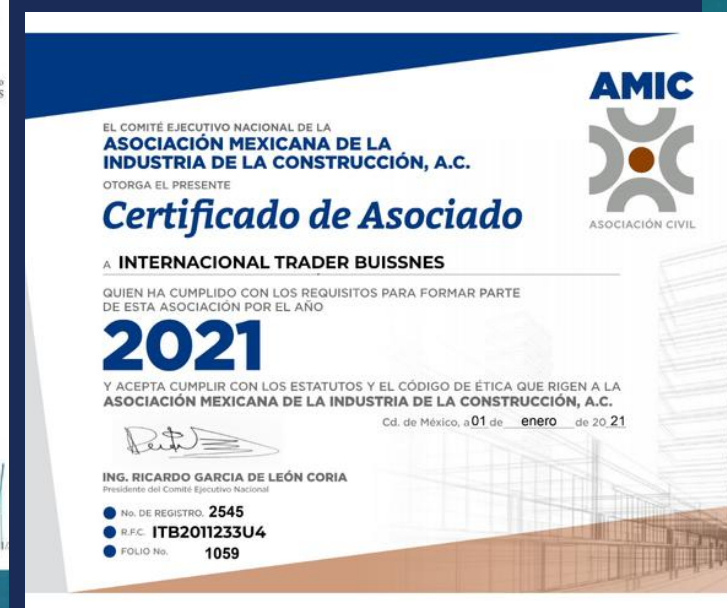 AMIC
ASOCIACIÓN CIVIL
EL COMITÉ EJECUTIVO NACIONAL DE LA
ASOCIACIÓN MEXICANA DE LA
INDUSTRIA DE LA CONSTRUCCIÓN, A.C.
OTORGA EL PRESENTE
Certificado de Asociado
A INTERNACIONAL TRADER BUISSNES
QUIEN HA CUMPLIDO CON LOS REQUISITOS PARA FORMAR PARTE
DE ESTA ASOCIACIÓN POR EL AÑO
2021
Y ACEPTA CUMPLIR CON LOS ESTATUTOS Y EL CÓDIGO DE ÉTICA QUE RIGEN A LA
ASOCIACIÓN MEXICANA DE LA INDUSTRIA DE LA CONSTRUCCIÓN, A.C.
Cd. de México, a 01 de enero de 20 21
ING. RICARDO GARCIA DE LEÓN CORIA
Presidente del Comité Ejecutivo Nacional
No. DE REGISTRO. 2545
R.F.C. ITB2011233U4
FOLIO No. 1059